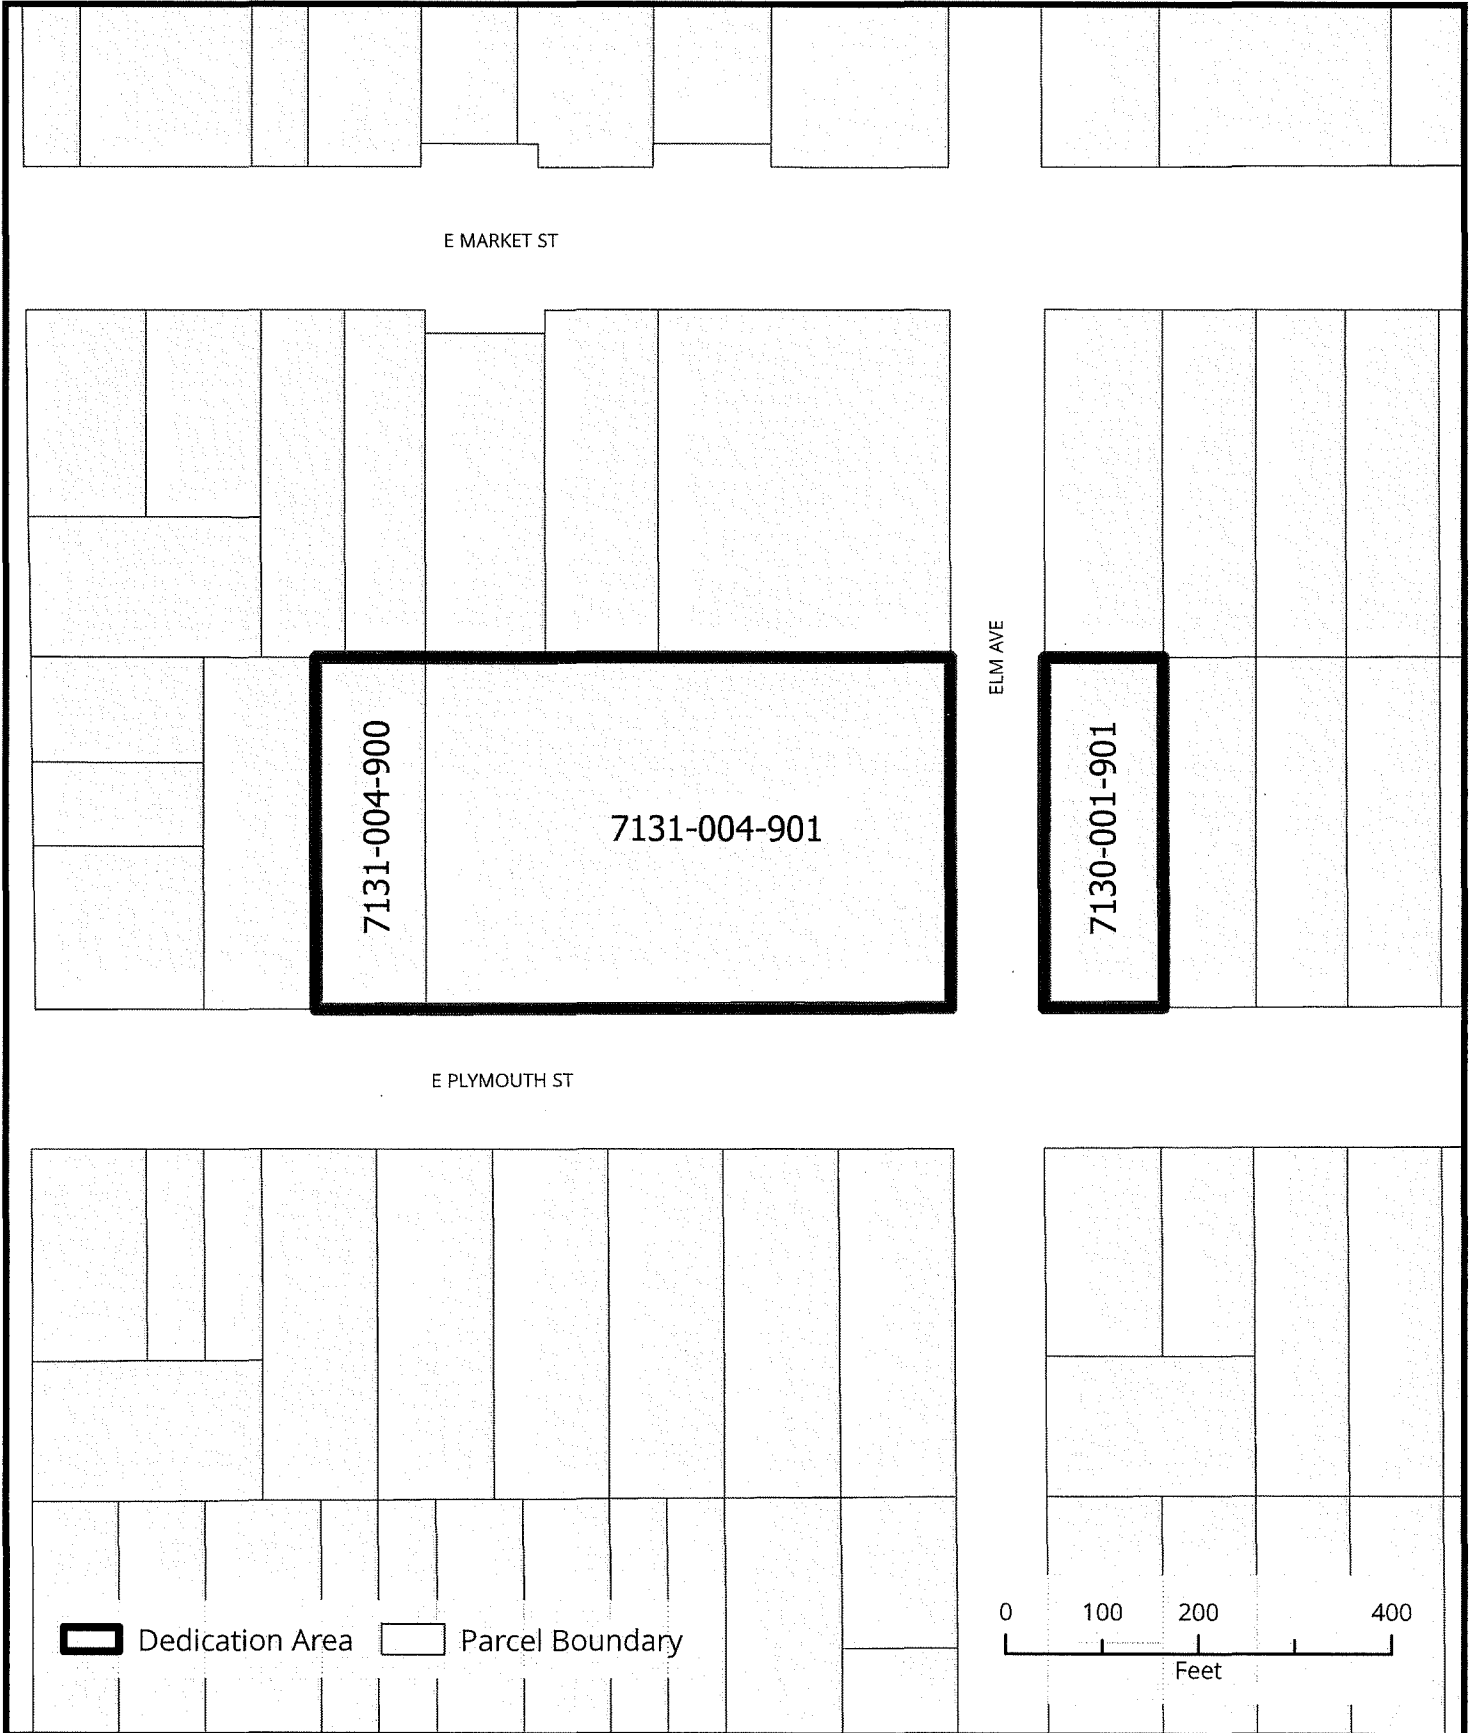 E MARKET ST
ELM AVE
7131-004-900
7131-004-901
7130-001-901
E PLYMOUTH ST
Dedication Area
Parcel Boundary
0 100 200 400
Feet